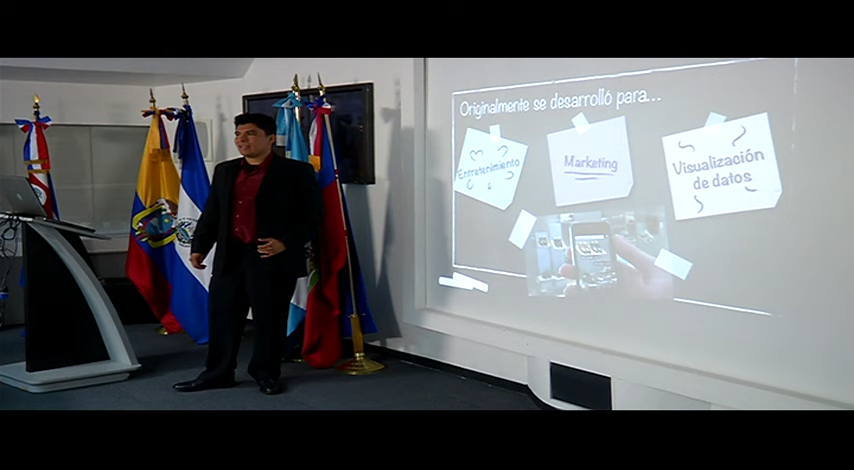 Originalmente se desarrolló para...
Entretenimiento
Marketing
Visualización
de datos